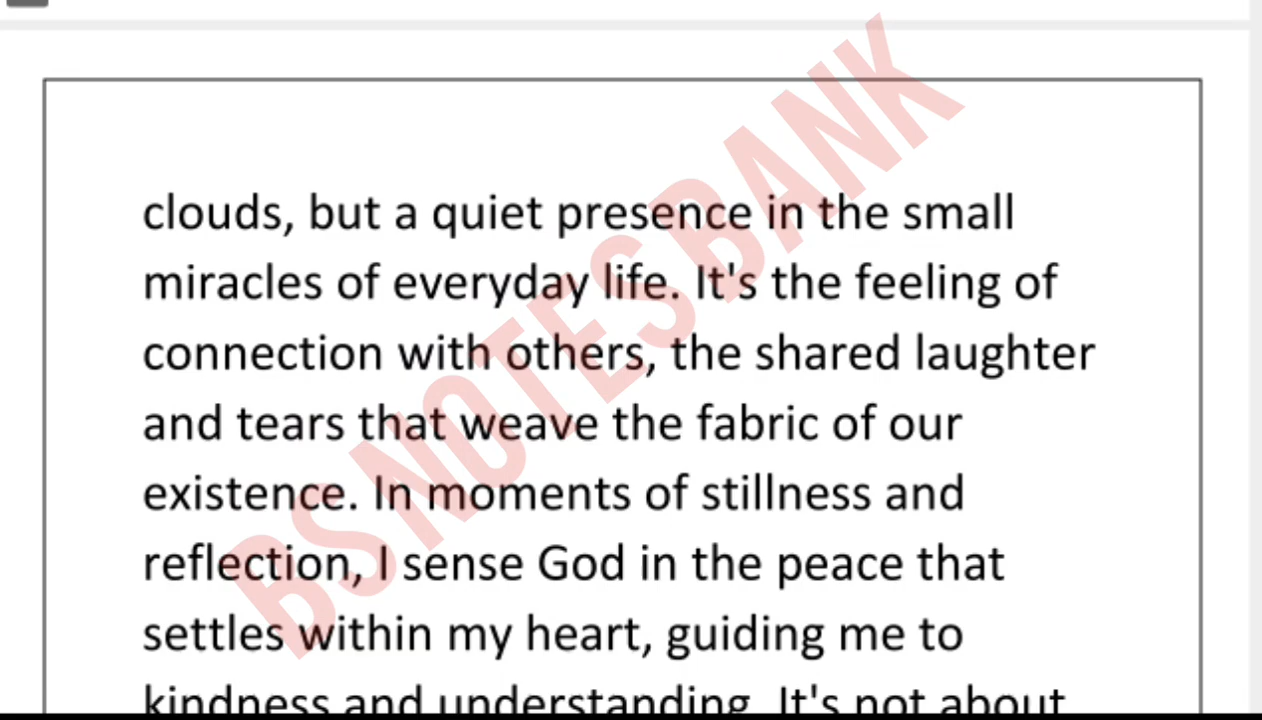 clouds, but a quiet presence in the small
miracles of everyday life. It's the feeling of
connection with others, the shared laughter
and tears that weave the fabric of our
existence. In moments of stillness and
reflection, I sense God in the peace that
settles within my heart, guiding me to
kindness and understanding. It's not about
BSNOTESBANK